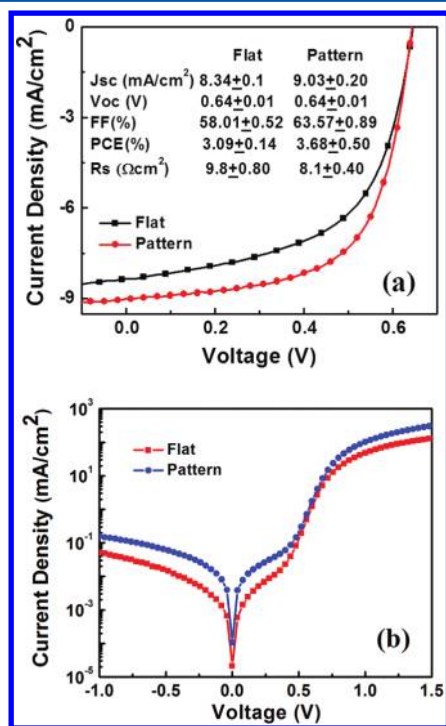 Flat Pattern
Jsc (mA/cm²) 8.34±0.1 9.03±0.20
Voc (V) 0.64±0.01 0.64±0.01
FF(%) 58.01±0.52 63.57±0.89
PCE(%) 3.09±0.14 3.68±0.50
Rs (Ωcm²) 9.8±0.80 8.1±0.40
Flat
Pattern
(a)
0
-3
-6
-9
Current Density (mA/cm²)
0.0 0.2 0.4 0.6
Voltage (V)
Flat
Pattern
(b)
10³
10¹
10⁻¹
10⁻³
10⁻⁵
Current Density (mA/cm²)
-1.0 -0.5 0.0 0.5 1.0 1.5
Voltage (V)